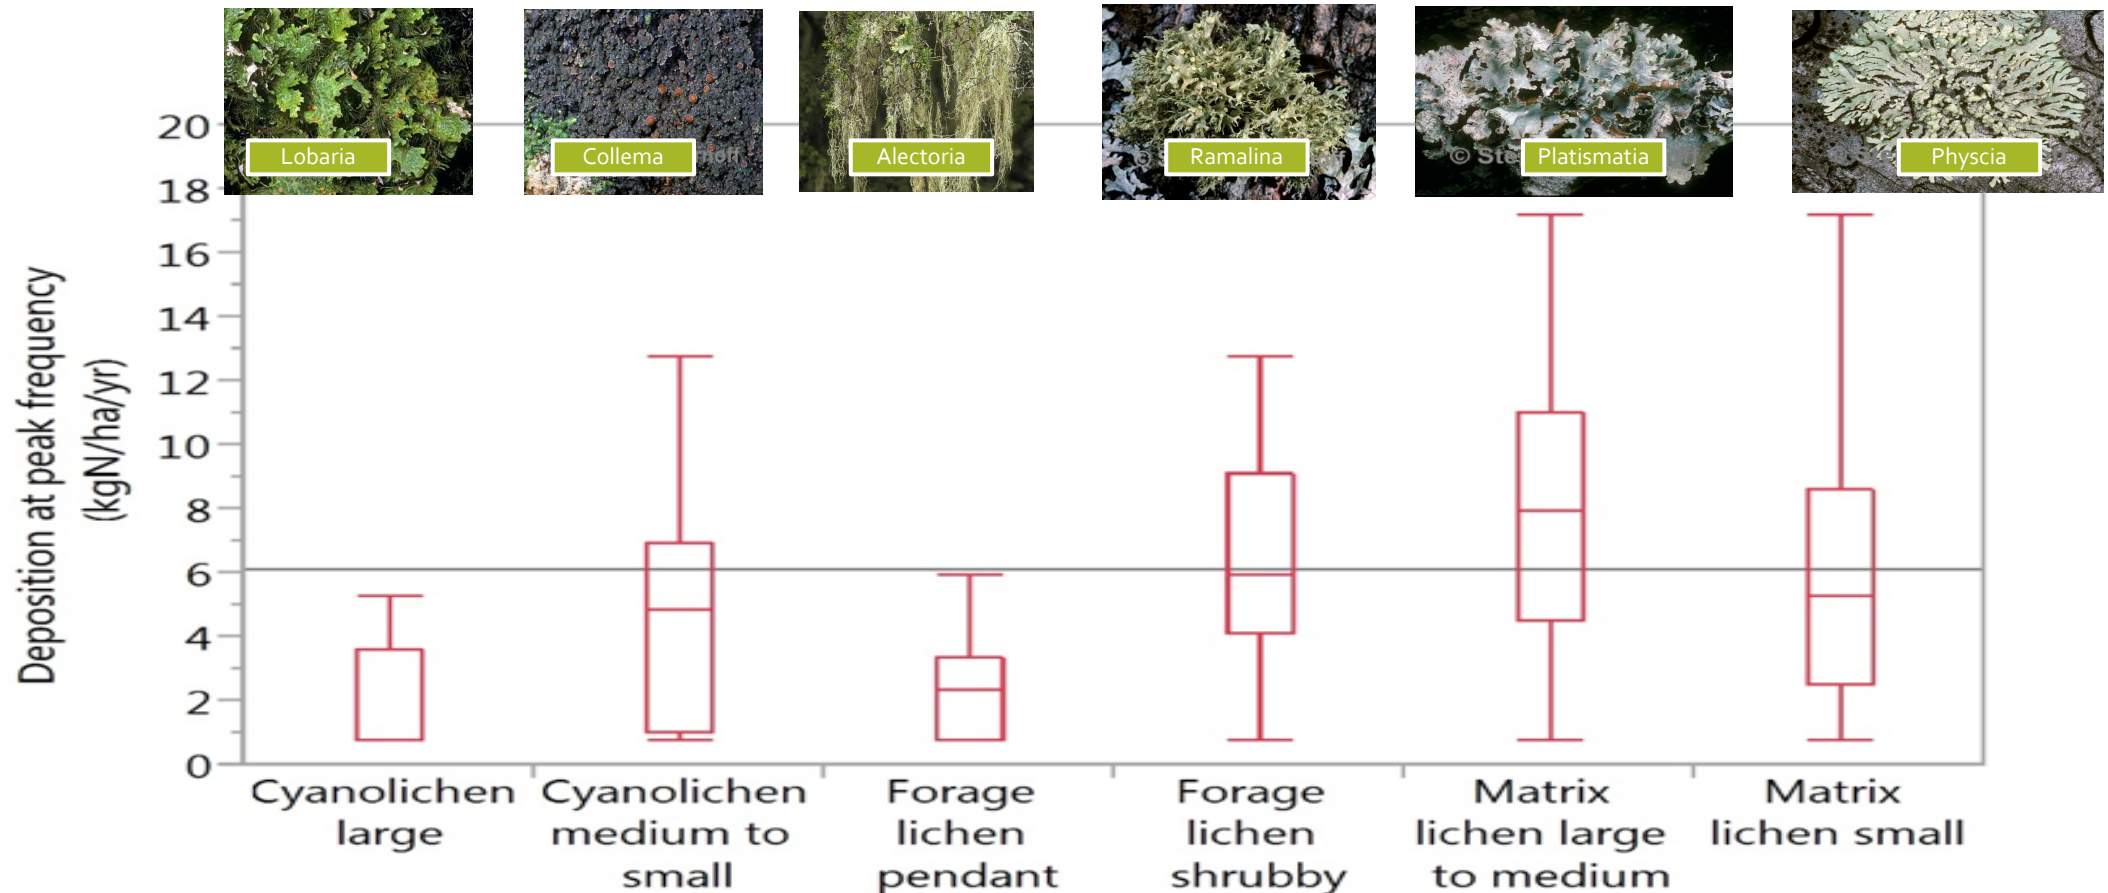 Lobaria
Collema
Alectoria
Ramalina
© Ste
Platismatia
Physcia
20
18
16
14
12
10
8
6
4
2
0
Deposition at peak frequency
(kgN/ha/yr)
Cyanolichen
large
Cyanolichen
medium to
small
Forage
lichen
pendant
Forage
lichen
shrubby
Matrix
lichen large
to medium
Matrix
lichen small